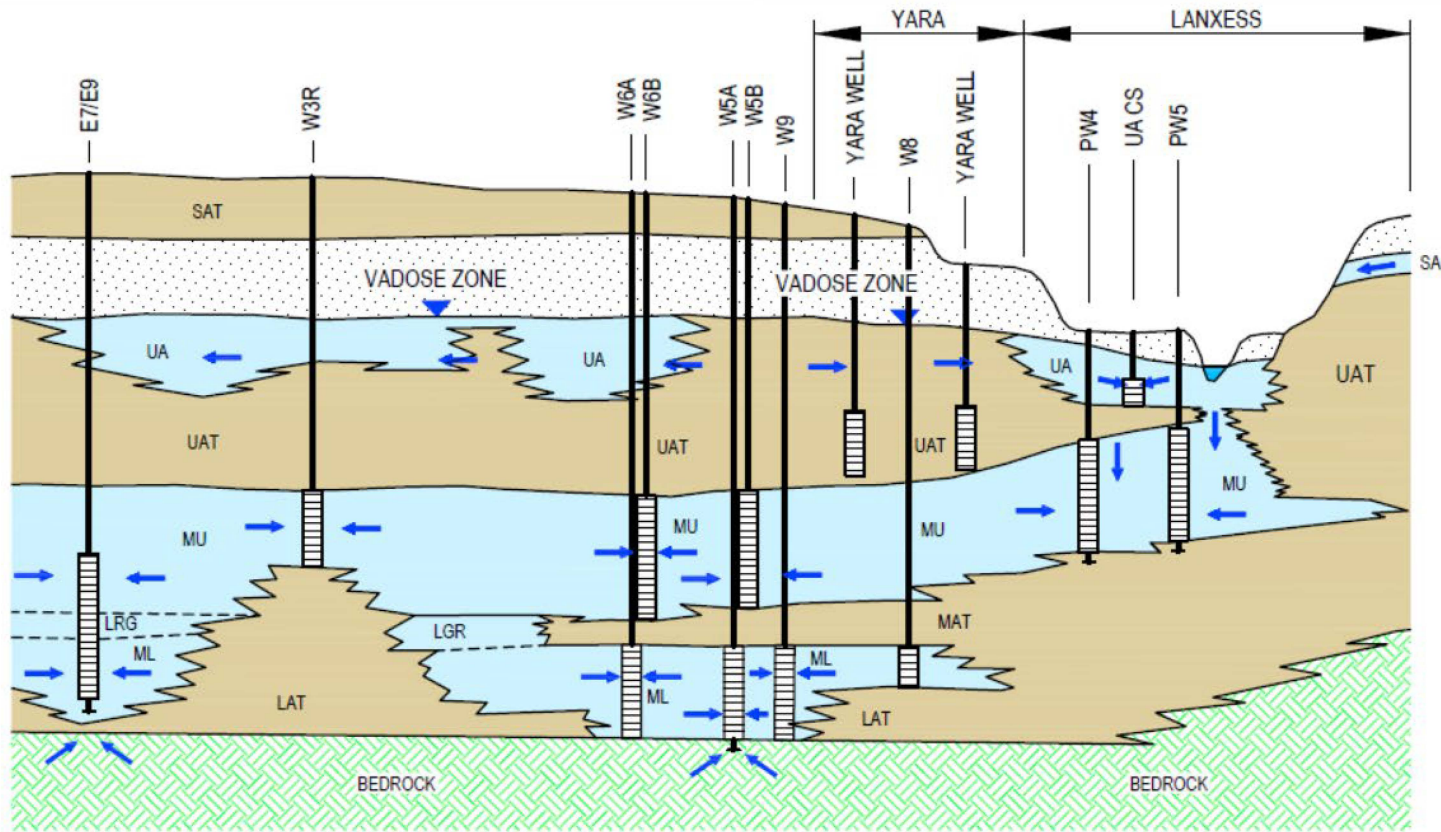 YARA
LANXESS
E7/E9
W3R
W6A
W6B
W5A
W5B
W9
YARA WELL
W8
YARA WELL
PW4
UA CS
PW5
SAT
VADOSE ZONE
VADOSE ZONE
SA
UA
UA
UA
UAT
UAT
UAT
UAT
MU
MU
MU
MU
LRG
LGR
MAT
ML
ML
ML
LAT
LAT
BEDROCK
BEDROCK